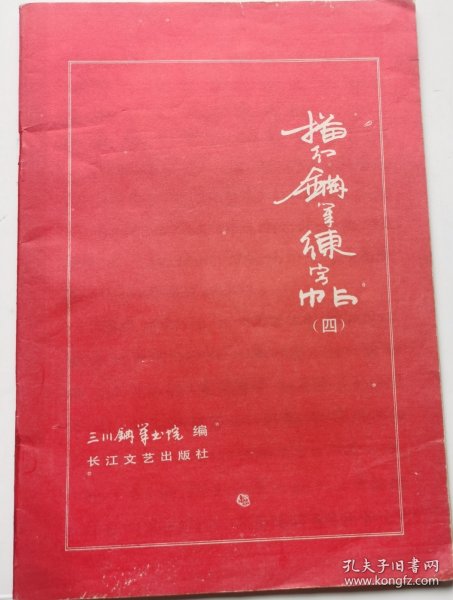 描红钢笔练字帖
(四)
三川钢笔书院 编
长江文艺出版社
孔夫子旧书网
www.kongfz.com